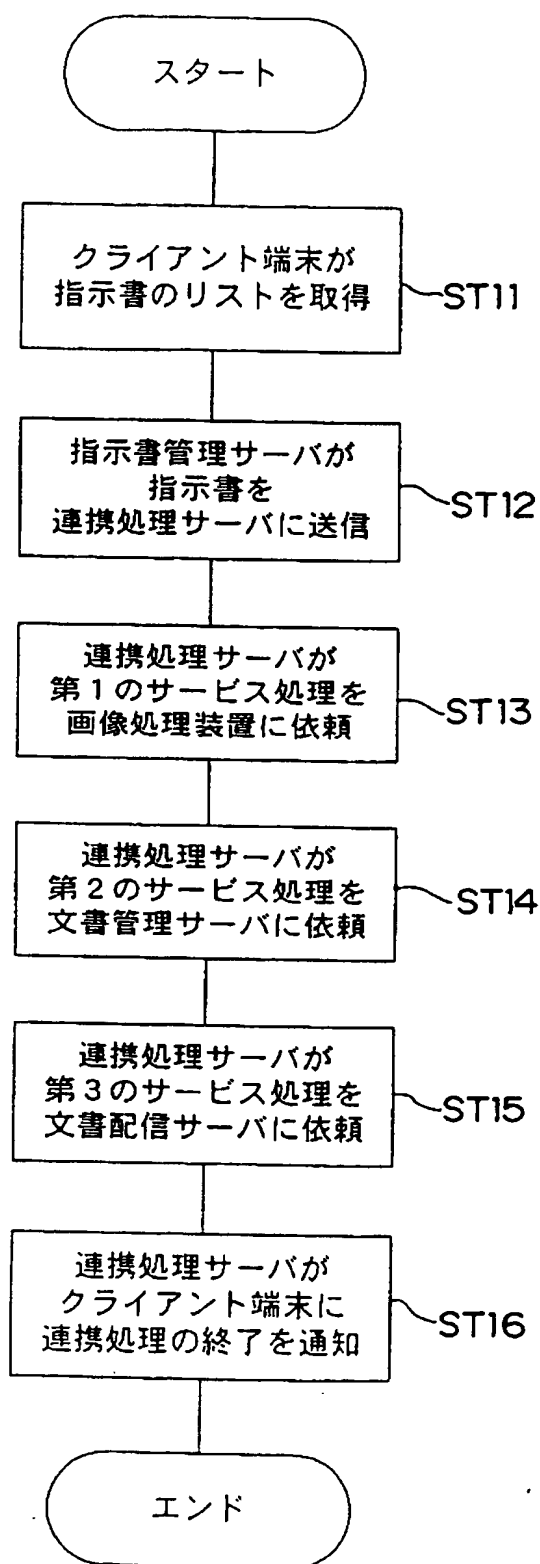 スタート
クライアント端末が
指示書のリストを取得
ST11
指示書管理サーバが
指示書を
連携処理サーバに送信
ST12
連携処理サーバが
第1のサービス処理を
画像処理装置に依頼
ST13
連携処理サーバが
第2のサービス処理を
文書管理サーバに依頼
ST14
連携処理サーバが
第3のサービス処理を
文書配信サーバに依頼
ST15
連携処理サーバが
クライアント端末に
連携処理の終了を通知
ST16
エンド